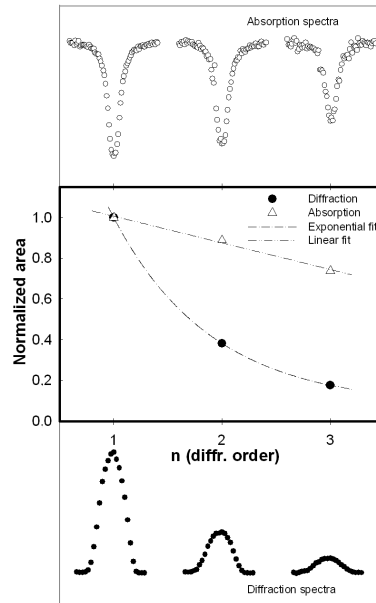 Absorption spectra
Diffraction
Absorption
Exponential fit
Linear fit
1.0
0.8
0.6
0.4
0.2
0.0
Normalized area
1 2 3
n (diffr. order)
Diffraction spectra